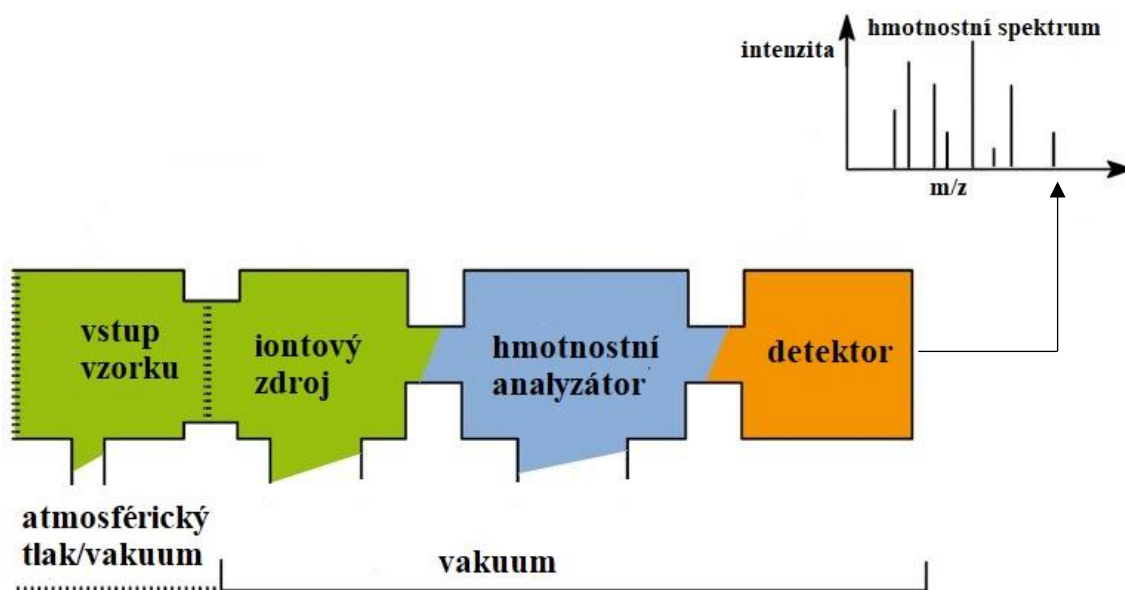 hmotnostní spektrum
intenzita
m/z
vstup
vzorku
iontový
zdroj
hmotnostní
analyzátor
detektor
atmosférický
tlak/vakuum
vakuum